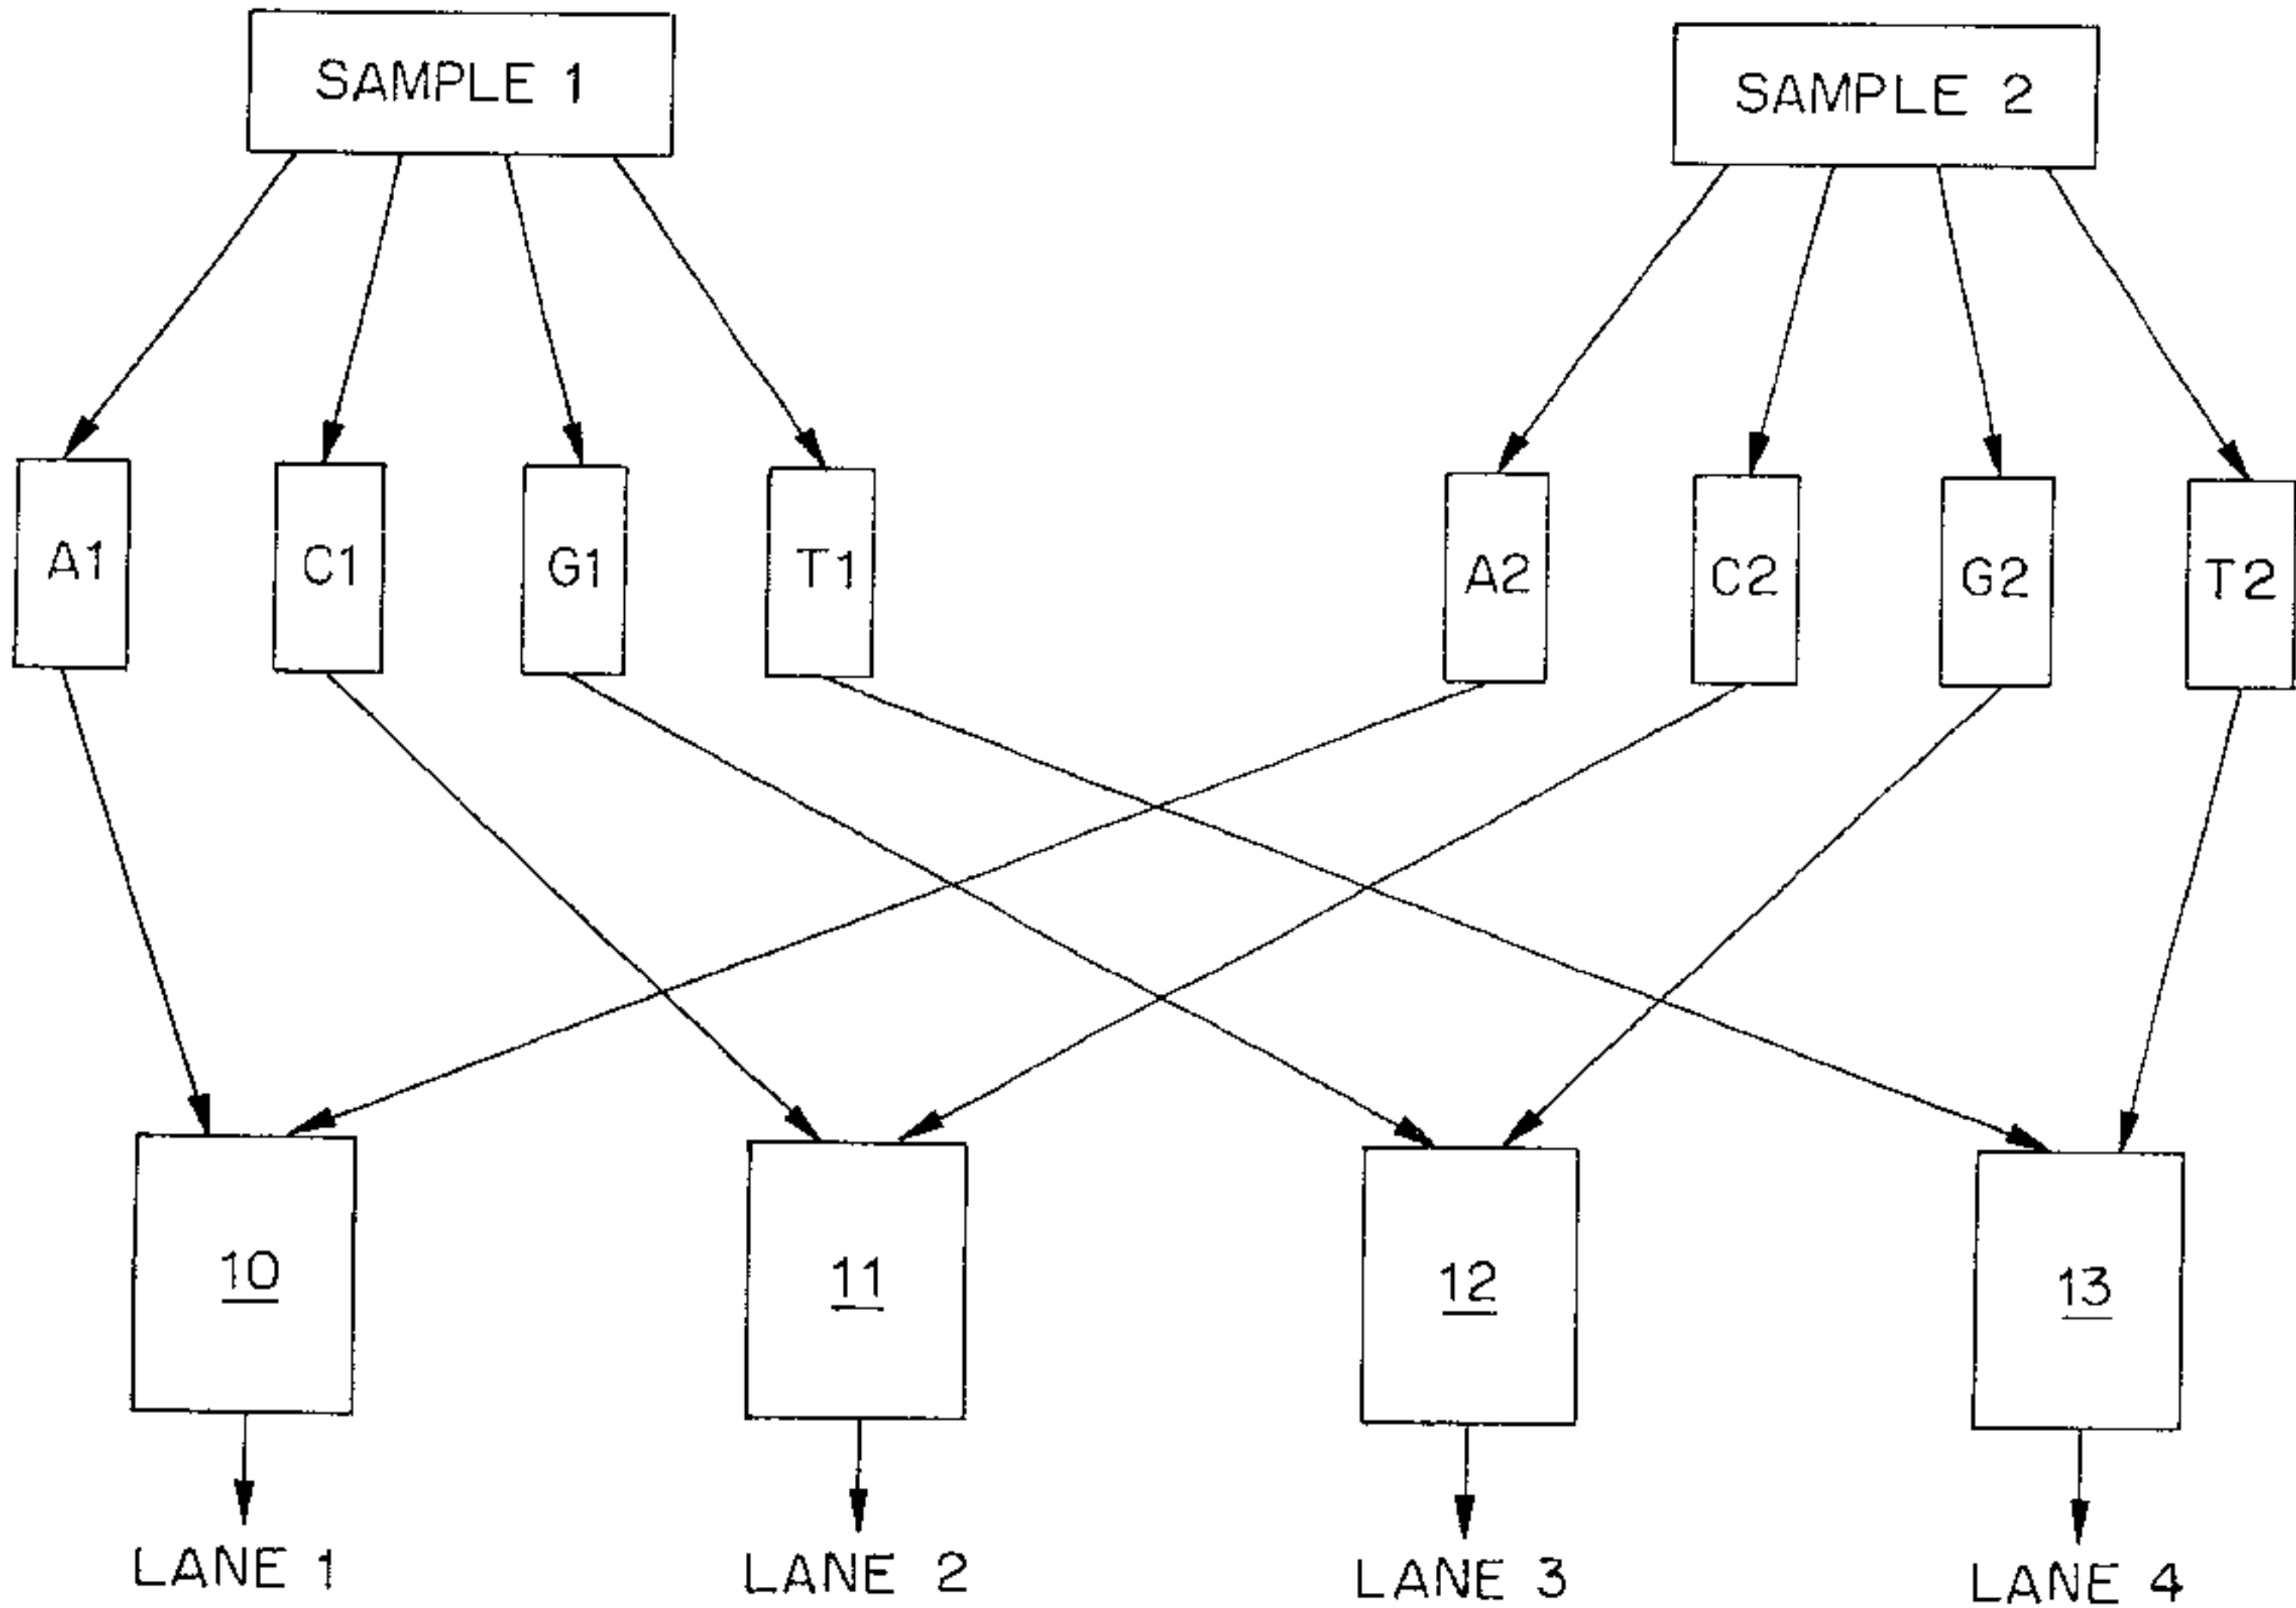 SAMPLE 1
SAMPLE 2
A1
C1
G1
T1
A2
C2
G2
T2
10
11
12
13
LANE 1
LANE 2
LANE 3
LANE 4